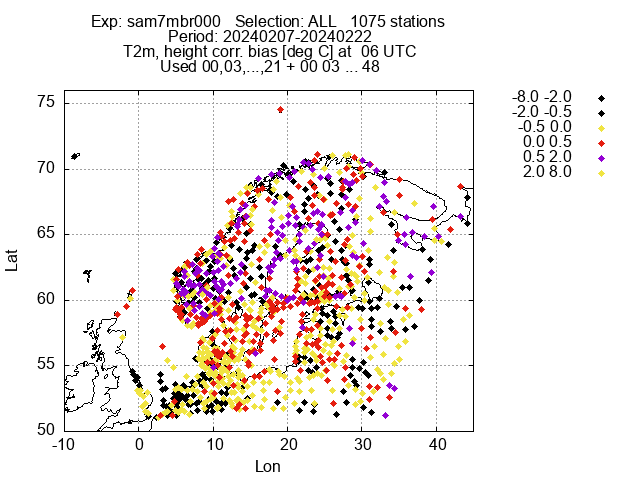 Exp: sam7mbr000   Selection: ALL   1075 stations
Period: 20240207-20240222
T2m, height corr. bias [deg C] at  06 UTC
Used 00,03,...,21 + 00 03 ... 48
-8.0 -2.0
-2.0 -0.5
-0.5 0.0
0.0 0.5
0.5 2.0
2.0 8.0
75
70
65
60
55
50
Lat
-10 0 10 20 30 40
Lon